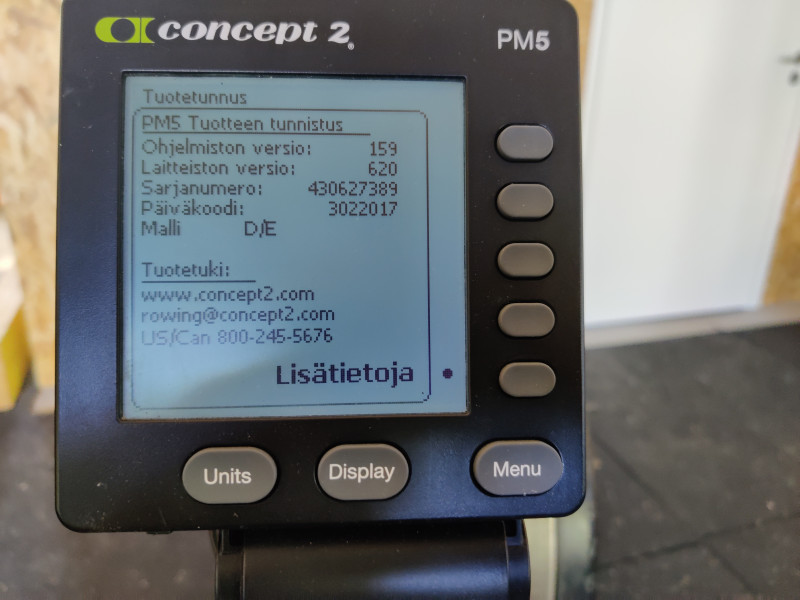 concept 2
PM5
Tuotetunnus
PM5 Tuotteen tunnistus
Ohjelmiston versio: 159
Laitteiston versio: 620
Sarjanumero: 430627389
Päiväkoodi: 3022017
Malli D/E
Tuotetuki:
www.concept2.com
rowing@concept2.com
US/Can 800-245-5676
Lisätietoja
Units
Display
Menu